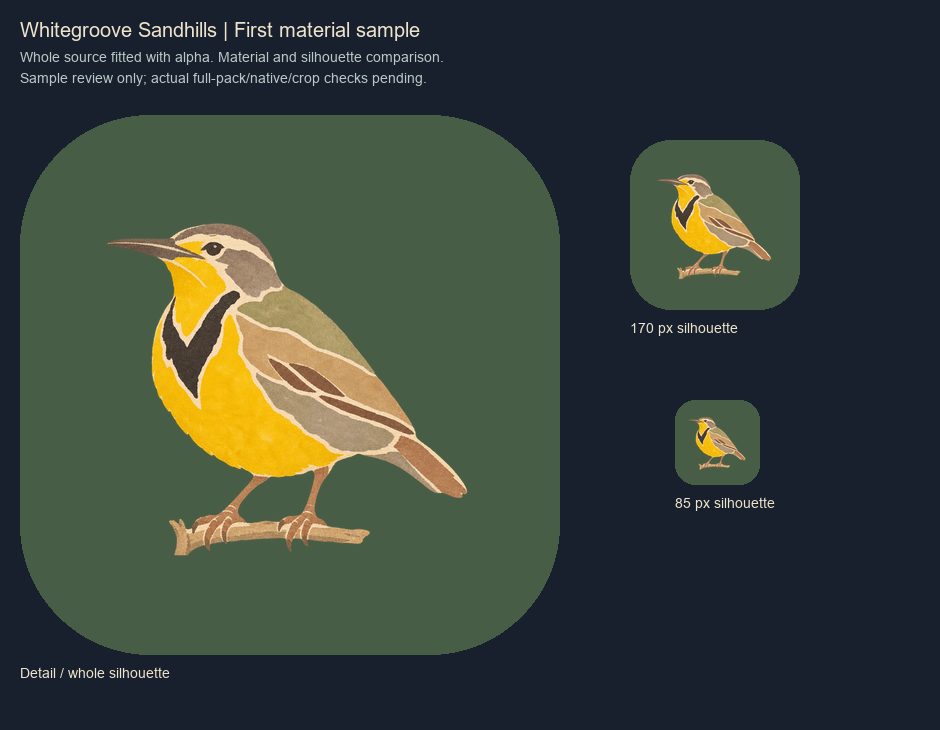 Whitegroove Sandhills | First material sample
Whole source fitted with alpha. Material and silhouette comparison.
Sample review only; actual full-pack/native/crop checks pending.
170 px silhouette
85 px silhouette
Detail / whole silhouette